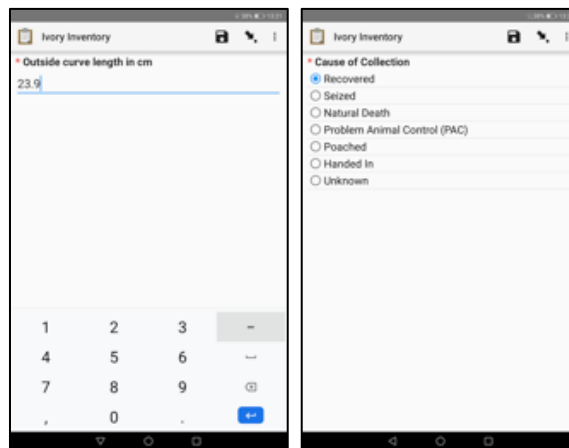 Ivory Inventory
* Outside curve length in cm
23.9
1 2 3 -
4 5 6
7 8 9
, 0 .
Ivory Inventory
* Cause of Collection
Recovered
Seized
Natural Death
Problem Animal Control (PAC)
Poached
Handed In
Unknown